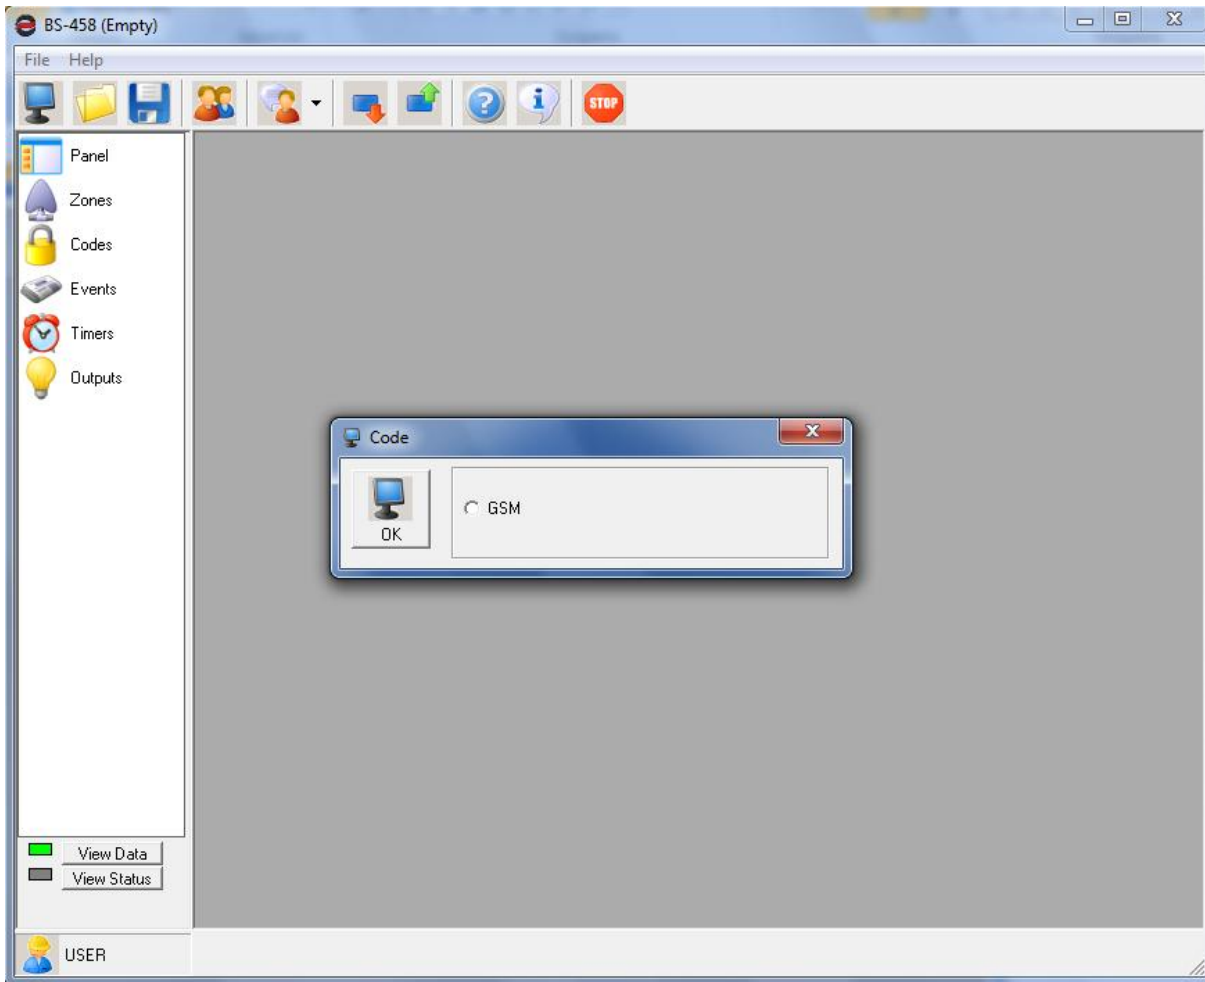 BS-458 (Empty)
File Help
STOP
Panel
Zones
Codes
Events
Timers
Outputs
Code
OK
GSM
View Data
View Status
USER